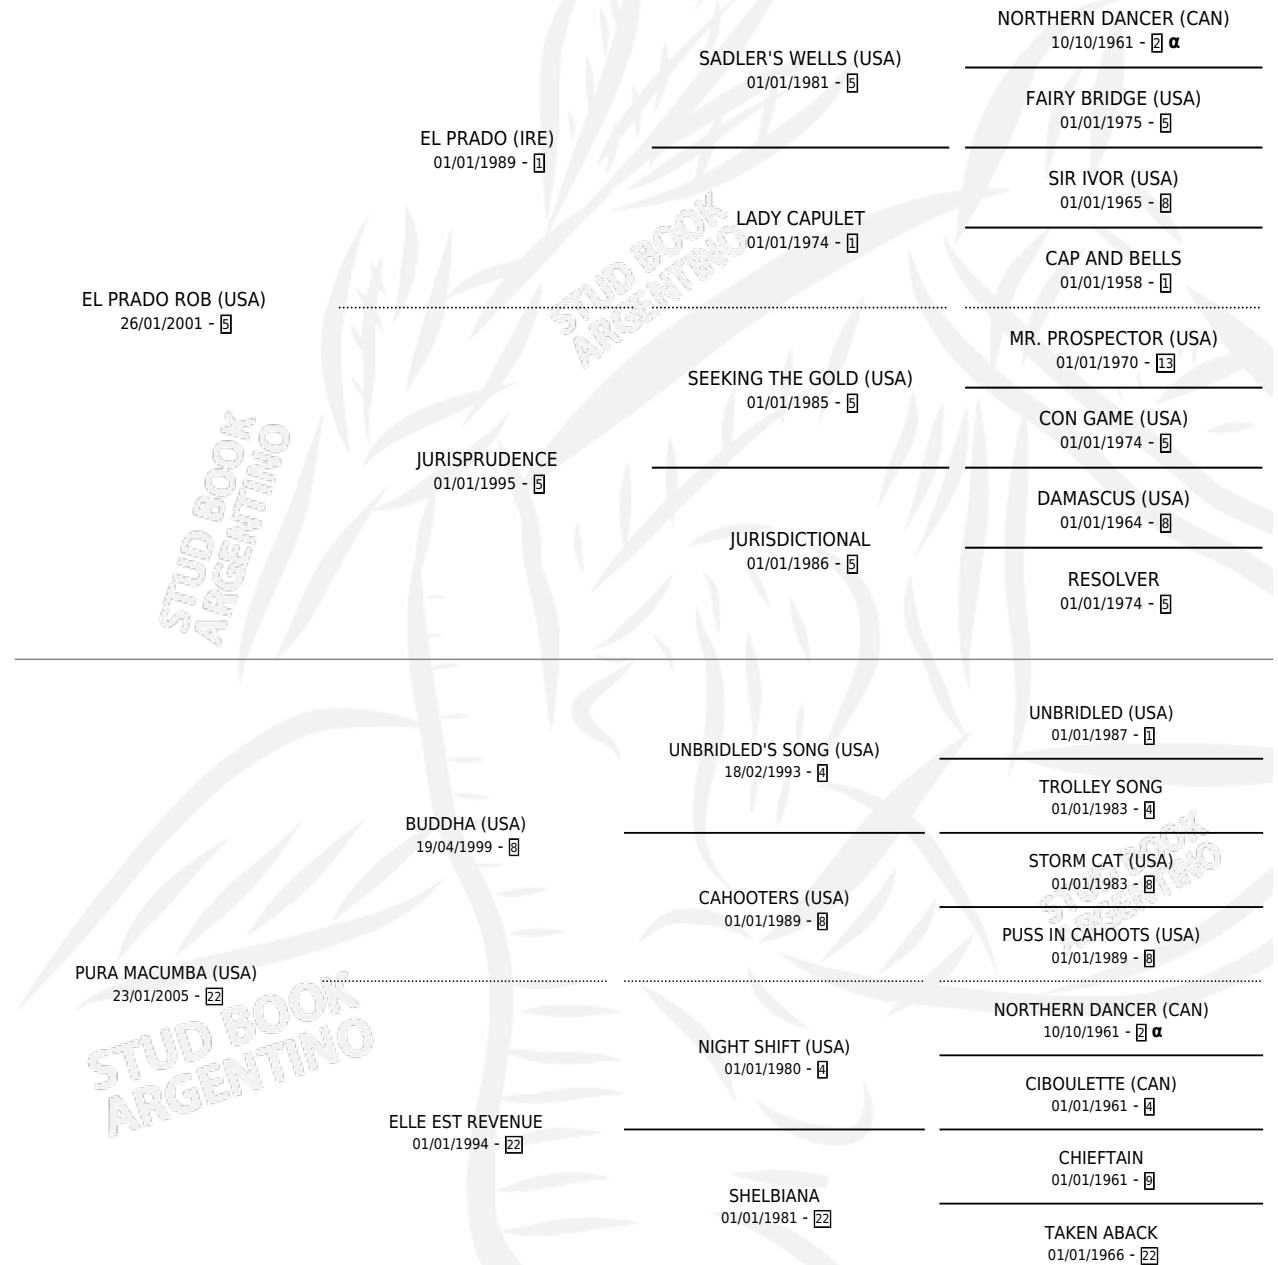 NORTHERN DANCER (CAN)
10/10/1961 - 2 α
SADLER'S WELLS (USA)
01/01/1981 - 5
FAIRY BRIDGE (USA)
01/01/1975 - 5
EL PRADO (IRE)
01/01/1989 - 1
SIR IVOR (USA)
01/01/1965 - 8
LADY CAPULET
01/01/1974 - 1
CAP AND BELLS
01/01/1958 - 1
EL PRADO ROB (USA)
26/01/2001 - 5
STUD BOOK
ARGENTINO
MR. PROSPECTOR (USA)
01/01/1970 - 13
SEEKING THE GOLD (USA)
01/01/1985 - 5
CON GAME (USA)
01/01/1974 - 5
JURISPRUDENCE
01/01/1995 - 5
DAMASCUS (USA)
01/01/1964 - 8
JURISDICTIONAL
01/01/1986 - 5
RESOLVER
01/01/1974 - 5
STUD BOOK
ARGENTINO
UNBRIDLED (USA)
01/01/1987 - 1
UNBRIDLED'S SONG (USA)
18/02/1993 - 4
TROLLEY SONG
01/01/1983 - 4
BUDDHA (USA)
19/04/1999 - 8
STORM CAT (USA)
01/01/1983 - 8
STUD BOOK
ARGENTINO
CAHOOTERS (USA)
01/01/1989 - 8
PUSS IN CAHOOTS (USA)
01/01/1989 - 8
PURA MACUMBA (USA)
23/01/2005 - 22
STUD BOOK
ARGENTINO
NORTHERN DANCER (CAN)
10/10/1961 - 2 α
NIGHT SHIFT (USA)
01/01/1980 - 4
CIBOULETTE (CAN)
01/01/1961 - 4
ELLE EST REVENUE
01/01/1994 - 22
CHIEFTAIN
01/01/1961 - 9
SHELBIANA
01/01/1981 - 22
TAKEN ABACK
01/01/1966 - 22